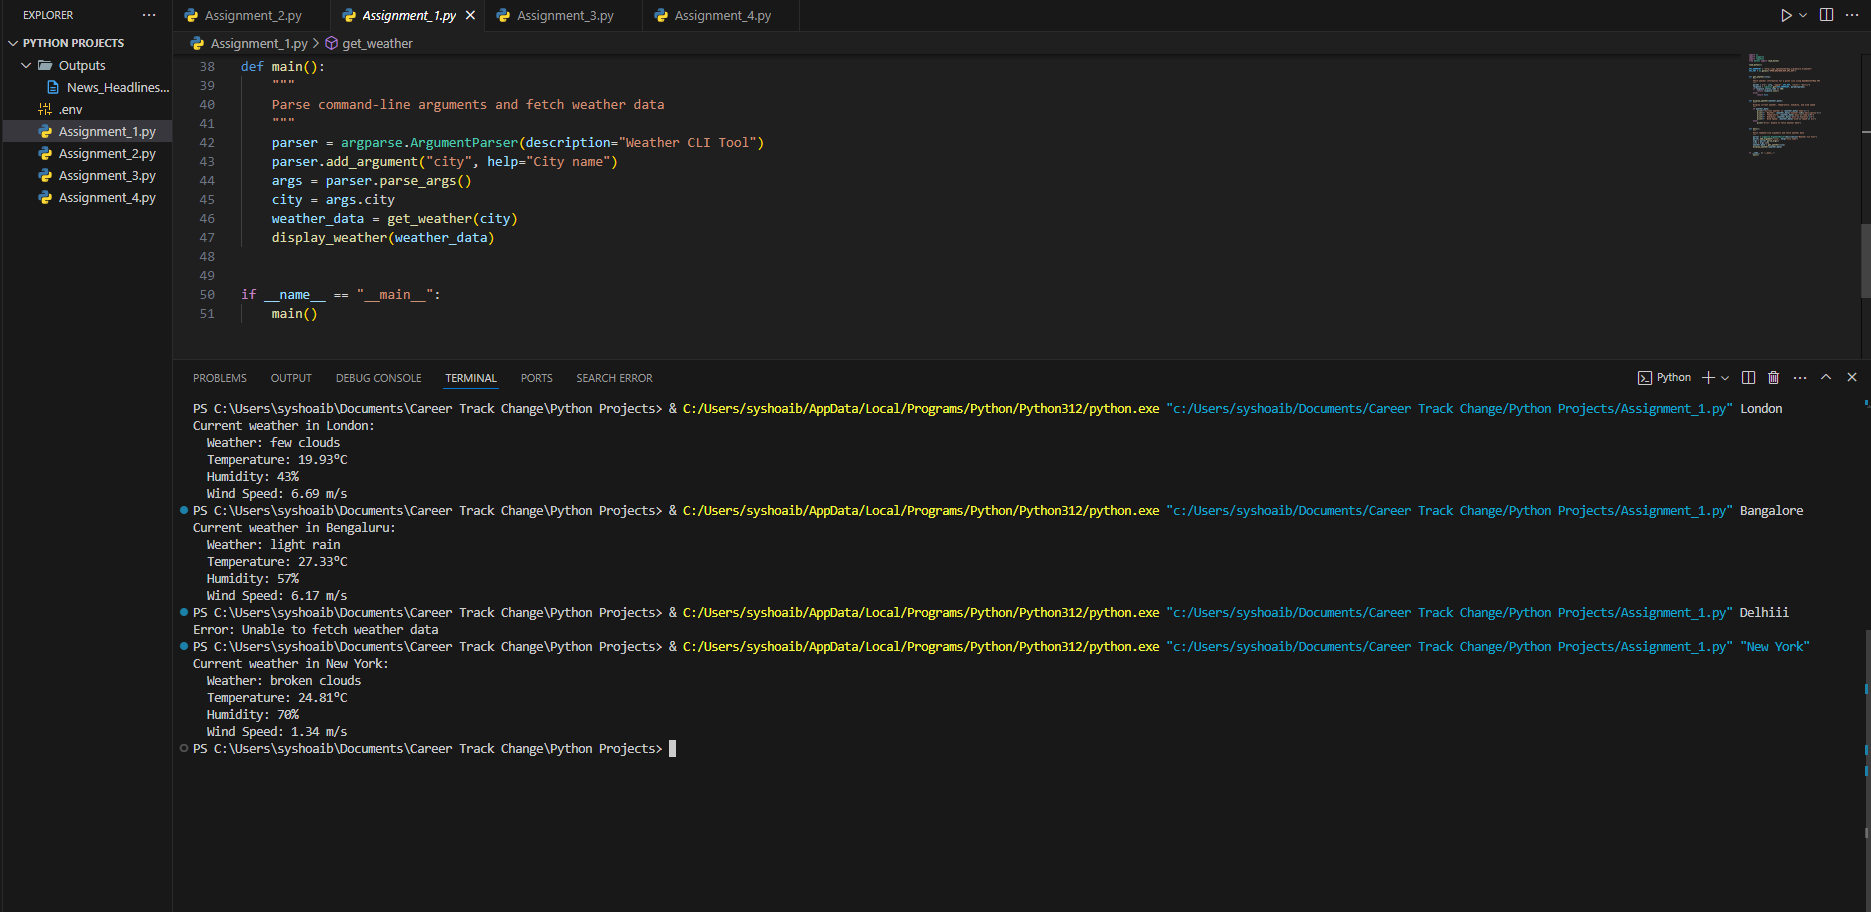 EXPLORER
PYTHON PROJECTS
Outputs
News_Headlines...
.env
Assignment_1.py
Assignment_2.py
Assignment_3.py
Assignment_4.py
Assignment_2.py
Assignment_1.py
Assignment_3.py
Assignment_4.py
Assignment_1.py > get_weather
38 def main():
39 """
40 Parse command-line arguments and fetch weather data
41 """
42 parser = argparse.ArgumentParser(description="Weather CLI Tool")
43 parser.add_argument("city", help="City name")
44 args = parser.parse_args()
45 city = args.city
46 weather_data = get_weather(city)
47 display_weather(weather_data)
48
49
50 if __name__ == "__main__":
51 main()
PROBLEMS OUTPUT DEBUG CONSOLE TERMINAL PORTS SEARCH ERROR
Python
PS C:\Users\syshoaib\Documents\Career Track Change\Python Projects> & C:/Users/syshoaib/AppData/Local/Programs/Python/Python312/python.exe "c:/Users/syshoaib/Documents/Career Track Change/Python Projects/Assignment_1.py" London
Current weather in London:
Weather: few clouds
Temperature: 19.93°C
Humidity: 43%
Wind Speed: 6.69 m/s
PS C:\Users\syshoaib\Documents\Career Track Change\Python Projects> & C:/Users/syshoaib/AppData/Local/Programs/Python/Python312/python.exe "c:/Users/syshoaib/Documents/Career Track Change/Python Projects/Assignment_1.py" Bangalore
Current weather in Bengaluru:
Weather: light rain
Temperature: 27.33°C
Humidity: 57%
Wind Speed: 6.17 m/s
PS C:\Users\syshoaib\Documents\Career Track Change\Python Projects> & C:/Users/syshoaib/AppData/Local/Programs/Python/Python312/python.exe "c:/Users/syshoaib/Documents/Career Track Change/Python Projects/Assignment_1.py" Delhiii
Error: Unable to fetch weather data
PS C:\Users\syshoaib\Documents\Career Track Change\Python Projects> & C:/Users/syshoaib/AppData/Local/Programs/Python/Python312/python.exe "c:/Users/syshoaib/Documents/Career Track Change/Python Projects/Assignment_1.py" "New York"
Current weather in New York:
Weather: broken clouds
Temperature: 24.81°C
Humidity: 70%
Wind Speed: 1.34 m/s
PS C:\Users\syshoaib\Documents\Career Track Change\Python Projects>